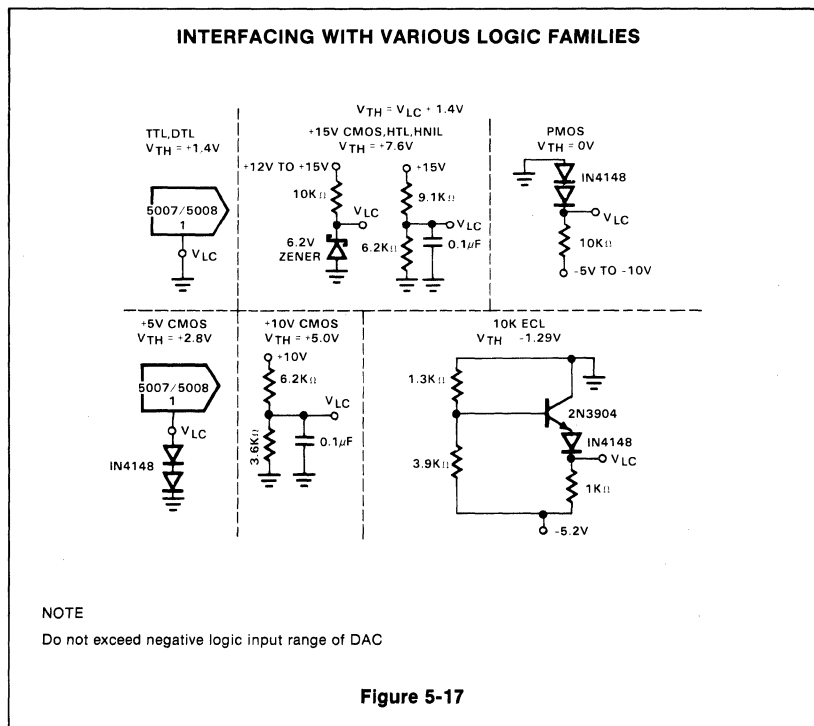 INTERFACING WITH VARIOUS LOGIC FAMILIES
VTH = VLC + 1.4V
TTL,DTL
VTH = +1.4V
5007/5008
1
VLC
+15V CMOS,HTL,HNIL
VTH = +7.6V
+12V TO +15V
10KΩ
VLC
6.2V
ZENER
+15V
9.1KΩ
VLC
6.2KΩ
0.1µF
PMOS
VTH = 0V
IN4148
VLC
10KΩ
-5V TO -10V
+5V CMOS
VTH = +2.8V
5007/5008
1
VLC
IN4148
+10V CMOS
VTH = +5.0V
+10V
6.2KΩ
VLC
3.6KΩ
0.1µF
10K ECL
VTH -1.29V
1.3KΩ
2N3904
IN4148
VLC
3.9KΩ
1KΩ
-5.2V
NOTE
Do not exceed negative logic input range of DAC
Figure 5-17